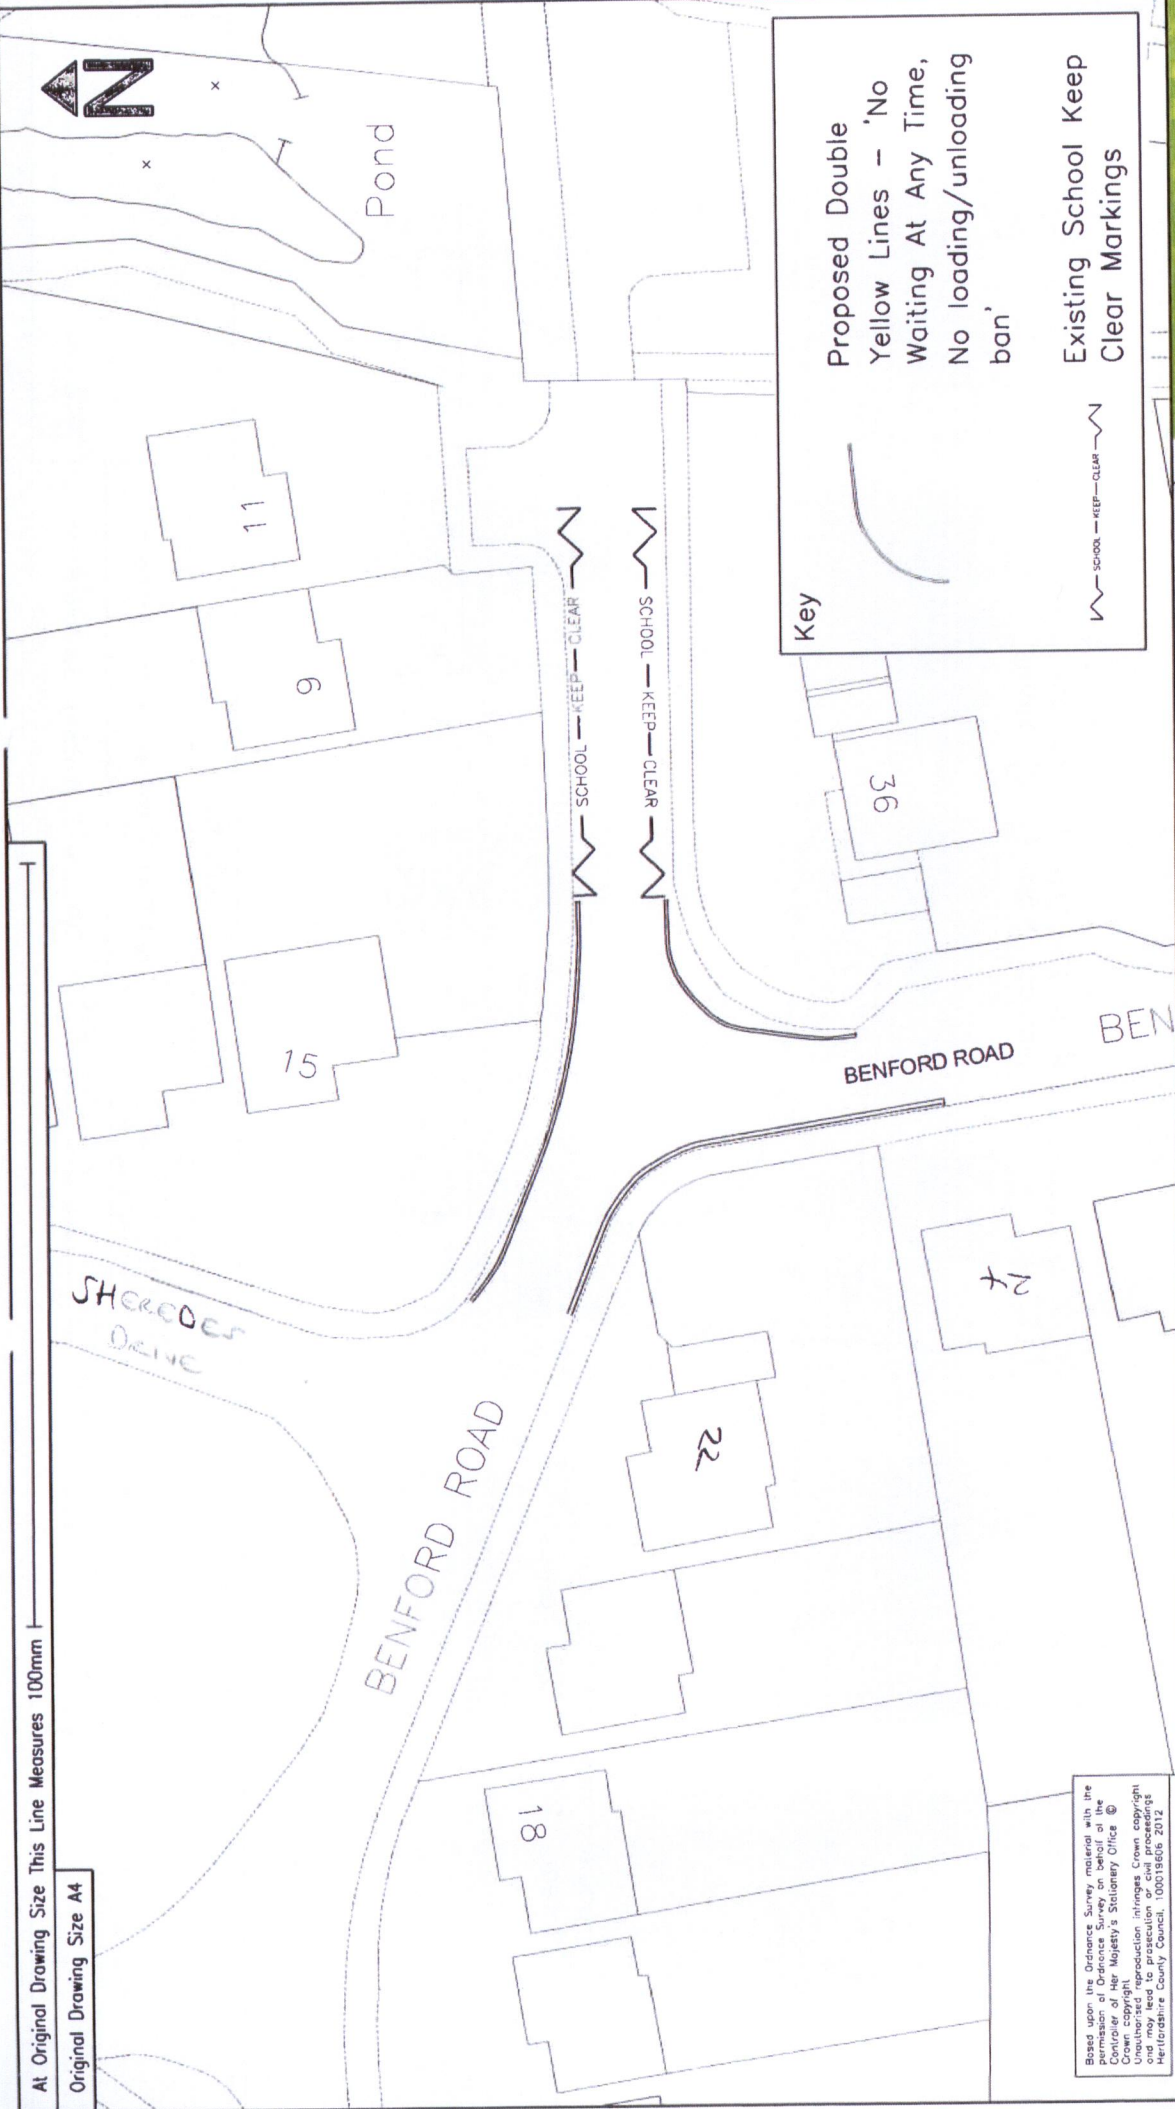 At Original Drawing Size This Line Measures 100mm
Original Drawing Size A4
N
Pond
11
9
15
SHEREDES
DRIVE
SCHOOL KEEP CLEAR
SCHOOL KEEP CLEAR
36
BENFORD ROAD
BEN
BENFORD ROAD
22
24
18
Key
Proposed Double
Yellow Lines – 'No
Waiting At Any Time,
No loading/unloading
ban'
SCHOOL KEEP CLEAR
Existing School Keep
Clear Markings
Based upon the Ordnance Survey material with the
permission of Ordnance Survey on behalf of the
Controller of Her Majesty's Stationery Office ©
Crown copyright
Unauthorised reproduction infringes Crown copyright
and may lead to prosecution or civil proceedings
Hertfordshire County Council, 100019606 2012